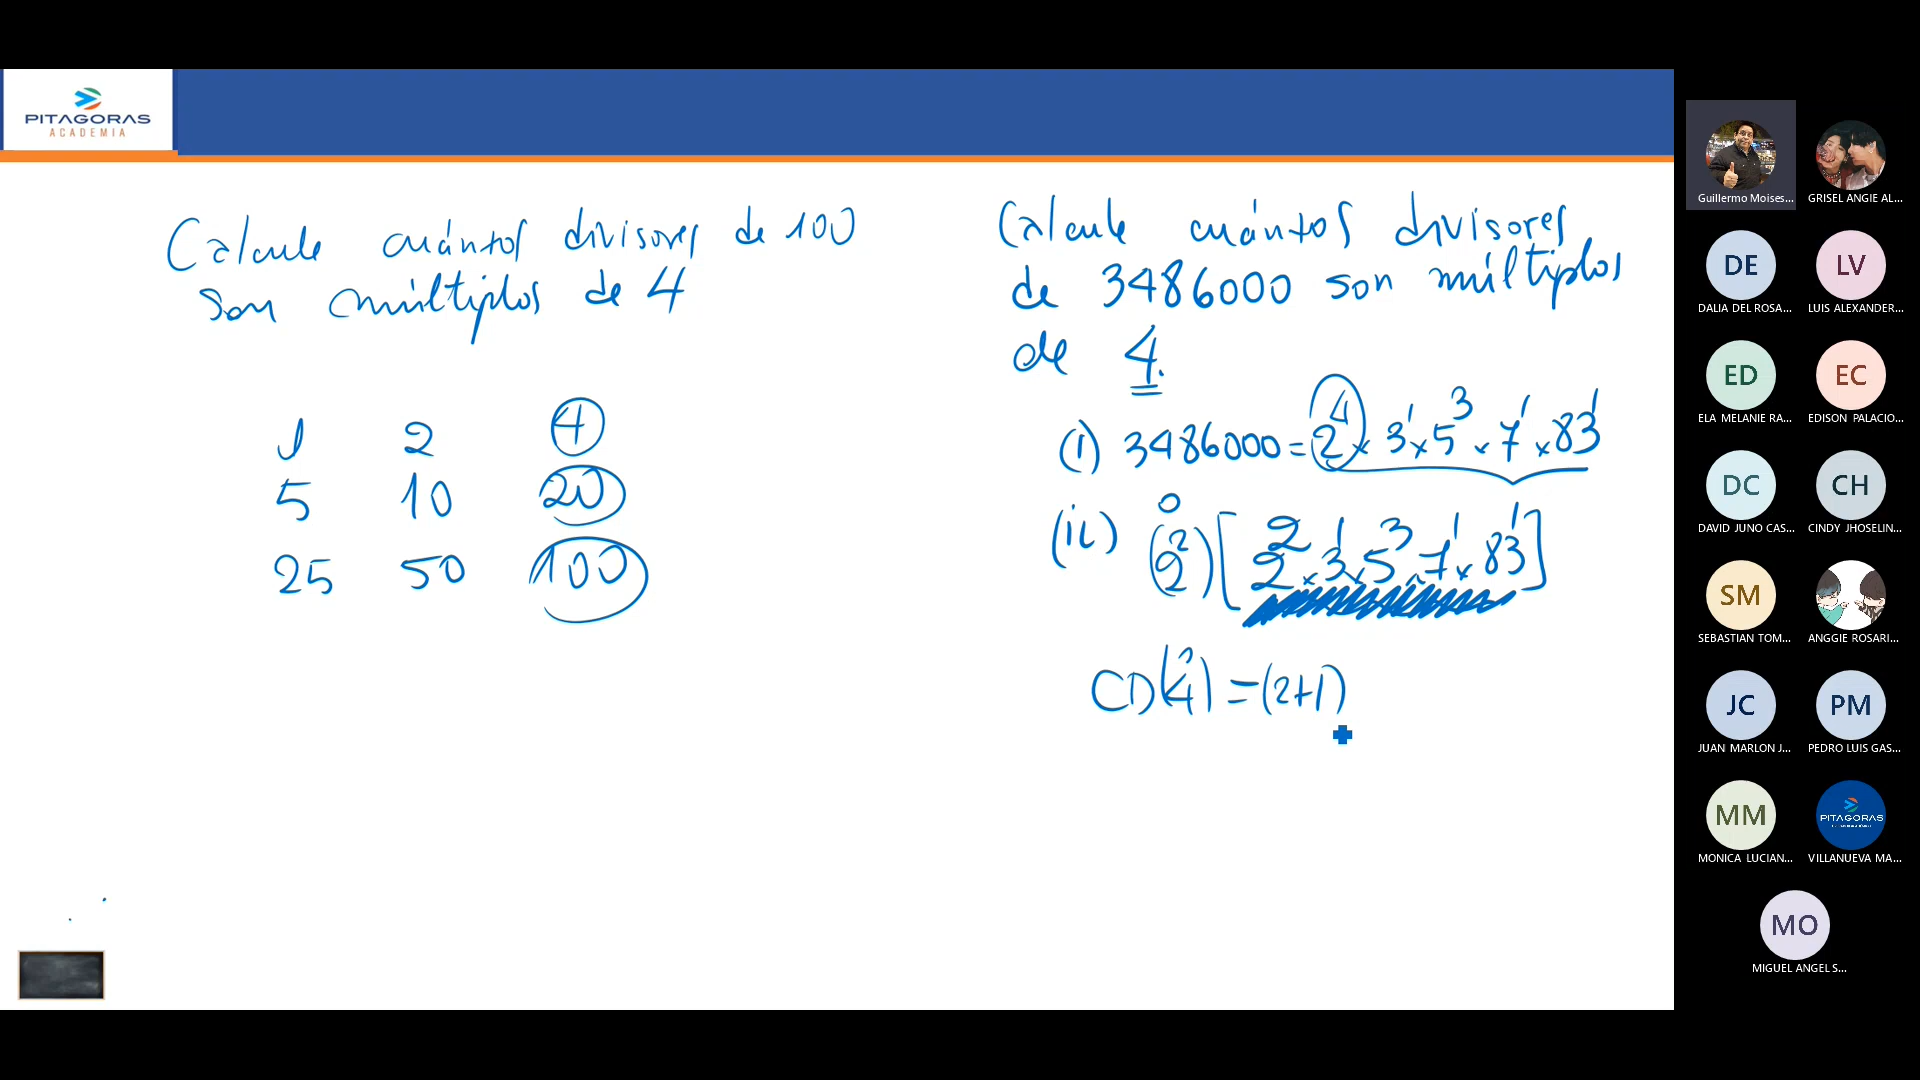 PITAGORAS
ACADEMIA
Calcule cuántos divisores de 100
son múltiplos de 4
1 2 4
5 10 20
25 50 100
Calcule cuántos divisores
de 3486000 son múltiplos
de 4.
(i) 3486000 = 2⁴ × 3¹ × 5³ × 7¹ × 83¹
(ii) (2̊²) [2² × 3¹ × 5³ × 7¹ × 83¹]
CD(4̊) = (2+1)
Guillermo Moises...
GRISEL ANGIE AL...
DE
LV
DALIA DEL ROSA...
LUIS ALEXANDER...
ED
EC
ELA MELANIE RA...
EDISON PALACIO...
DC
CH
DAVID JUNO CAS...
CINDY JHOSELIN...
SM
SEBASTIAN TOM...
ANGGIE ROSARI...
JC
PM
JUAN MARLON J...
PEDRO LUIS GAS...
MM
PITAGORAS
MONICA LUCIAN...
VILLANUEVA MA...
MO
MIGUEL ANGEL S...